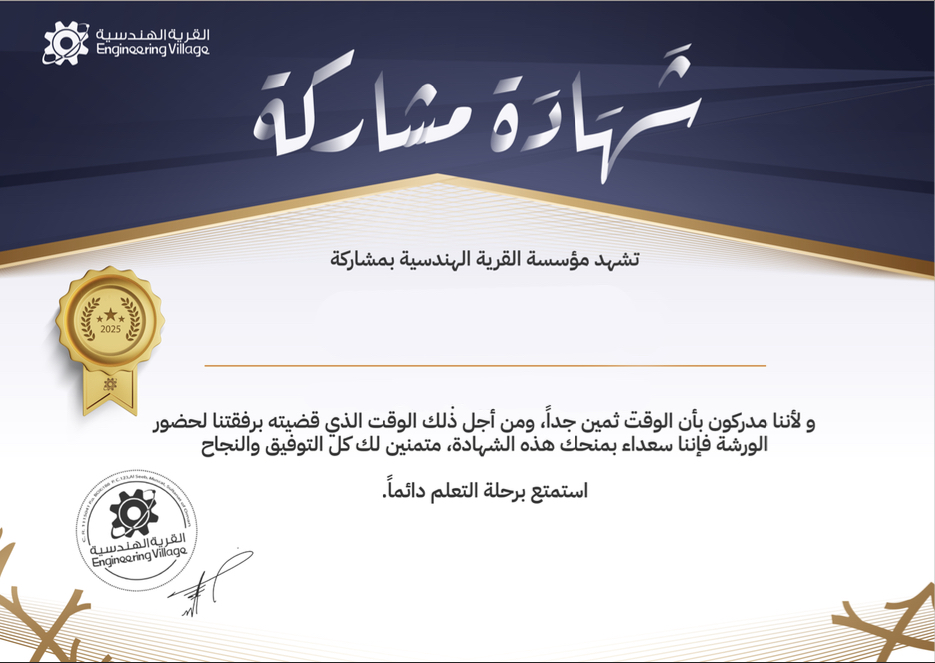 القرية الهندسية
Engineering Village
شَهَادَة مشاركة
تشهد مؤسسة القرية الهندسية بمشاركة
2025
و لأننا مدركون بأن الوقت ثمين جداً، ومن أجل ذلك الوقت الذي قضيته برفقتنا لحضور
الورشة فإننا سعداء بمنحك هذه الشهادة، متمنين لك كل التوفيق والنجاح
استمتع برحلة التعلم دائماً.
القرية الهندسية
Engineering Village